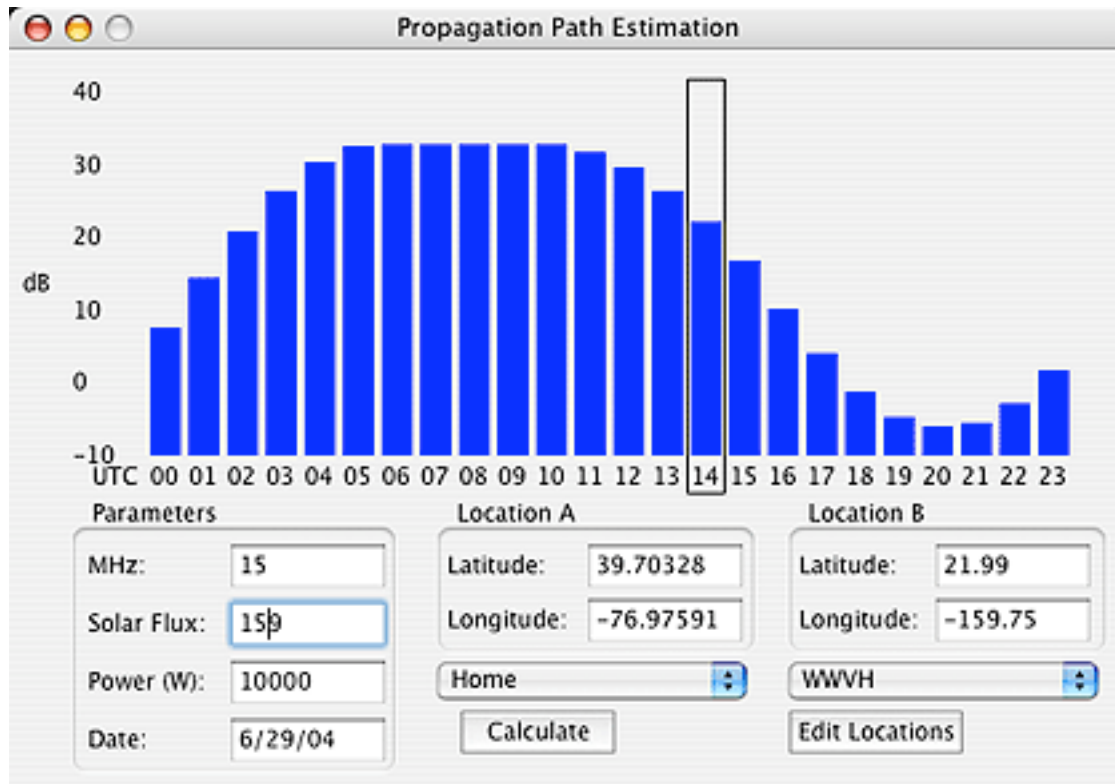 Propagation Path Estimation
40
30
20
dB
10
0
-10
UTC 00 01 02 03 04 05 06 07 08 09 10 11 12 13 14 15 16 17 18 19 20 21 22 23
Parameters
MHz: 15
Solar Flux: 159
Power (W): 10000
Date: 6/29/04
Location A
Latitude: 39.70328
Longitude: -76.97591
Home
Calculate
Location B
Latitude: 21.99
Longitude: -159.75
WWVH
Edit Locations